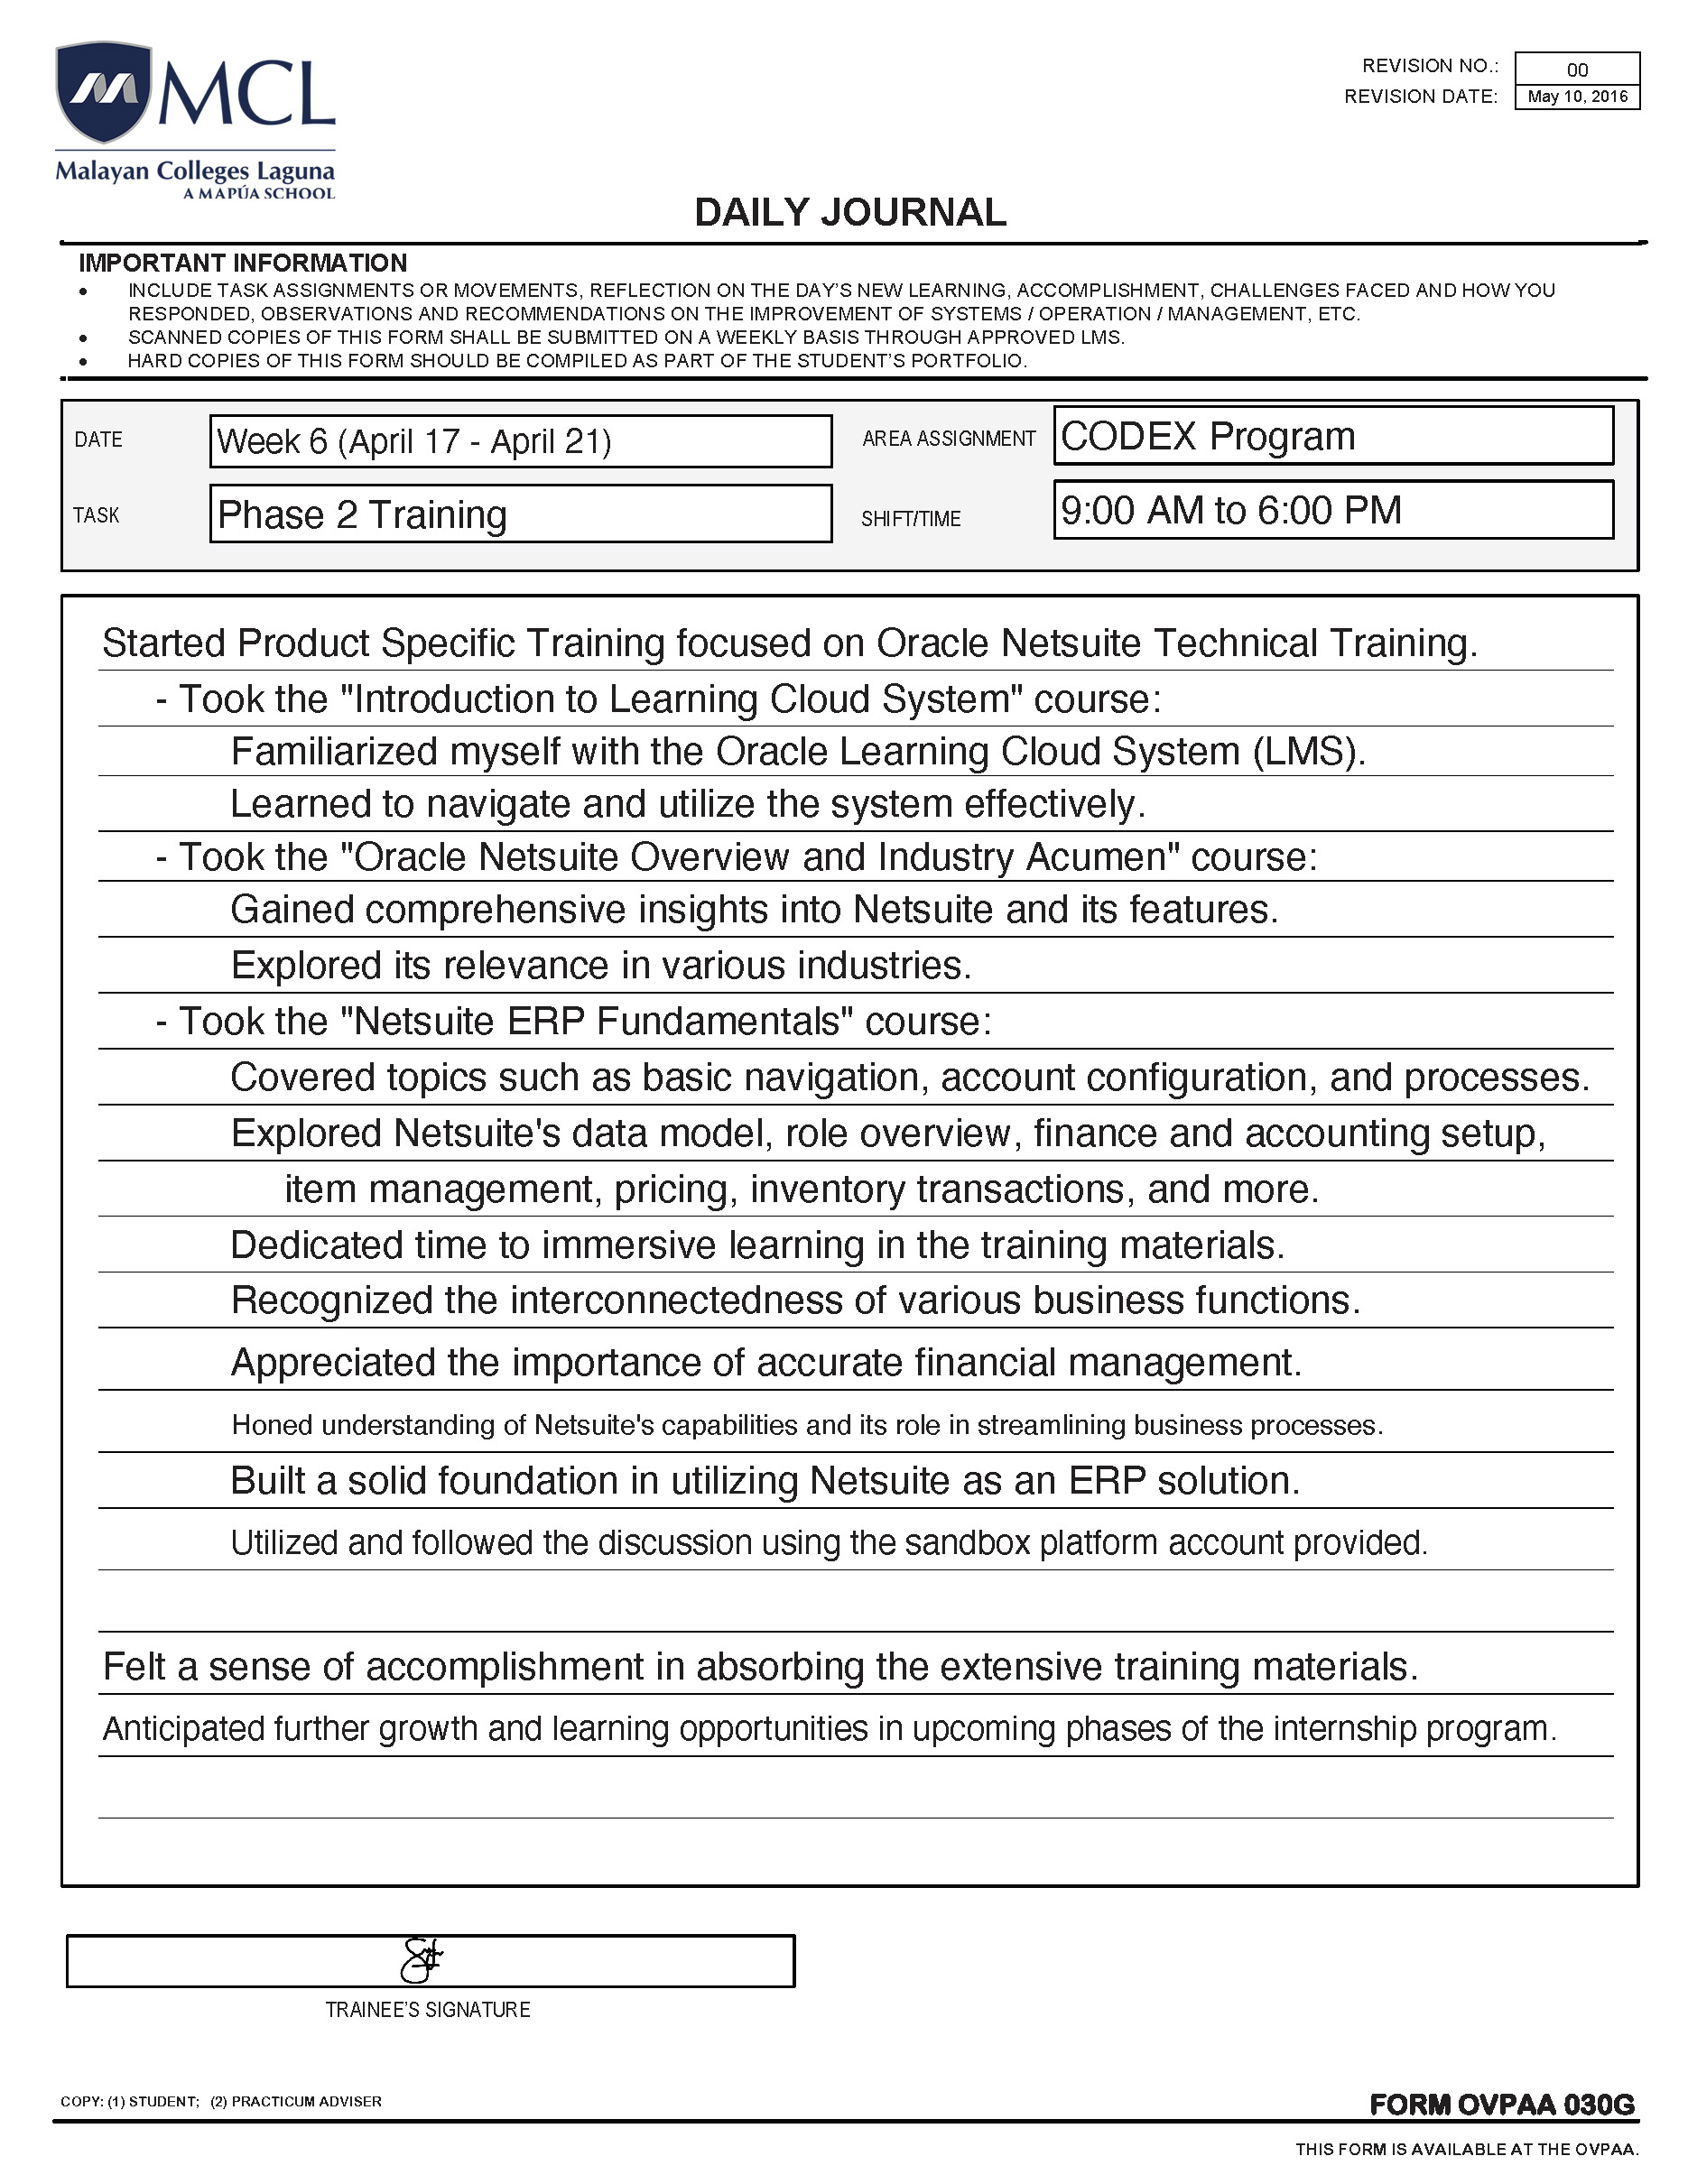 MCL
Malayan Colleges Laguna
A MAPÚA SCHOOL
REVISION NO.: 00
REVISION DATE: May 10, 2016
DAILY JOURNAL
IMPORTANT INFORMATION
• INCLUDE TASK ASSIGNMENTS OR MOVEMENTS, REFLECTION ON THE DAY'S NEW LEARNING, ACCOMPLISHMENT, CHALLENGES FACED AND HOW YOU
RESPONDED, OBSERVATIONS AND RECOMMENDATIONS ON THE IMPROVEMENT OF SYSTEMS / OPERATION / MANAGEMENT, ETC.
• SCANNED COPIES OF THIS FORM SHALL BE SUBMITTED ON A WEEKLY BASIS THROUGH APPROVED LMS.
• HARD COPIES OF THIS FORM SHOULD BE COMPILED AS PART OF THE STUDENT'S PORTFOLIO.
DATE Week 6 (April 17 - April 21) AREA ASSIGNMENT CODEX Program
TASK Phase 2 Training SHIFT/TIME 9:00 AM to 6:00 PM
Started Product Specific Training focused on Oracle Netsuite Technical Training.
- Took the "Introduction to Learning Cloud System" course:
Familiarized myself with the Oracle Learning Cloud System (LMS).
Learned to navigate and utilize the system effectively.
- Took the "Oracle Netsuite Overview and Industry Acumen" course:
Gained comprehensive insights into Netsuite and its features.
Explored its relevance in various industries.
- Took the "Netsuite ERP Fundamentals" course:
Covered topics such as basic navigation, account configuration, and processes.
Explored Netsuite's data model, role overview, finance and accounting setup,
item management, pricing, inventory transactions, and more.
Dedicated time to immersive learning in the training materials.
Recognized the interconnectedness of various business functions.
Appreciated the importance of accurate financial management.
Honed understanding of Netsuite's capabilities and its role in streamlining business processes.
Built a solid foundation in utilizing Netsuite as an ERP solution.
Utilized and followed the discussion using the sandbox platform account provided.
Felt a sense of accomplishment in absorbing the extensive training materials.
Anticipated further growth and learning opportunities in upcoming phases of the internship program.
TRAINEE'S SIGNATURE
COPY: (1) STUDENT; (2) PRACTICUM ADVISER
FORM OVPAA 030G
THIS FORM IS AVAILABLE AT THE OVPAA.